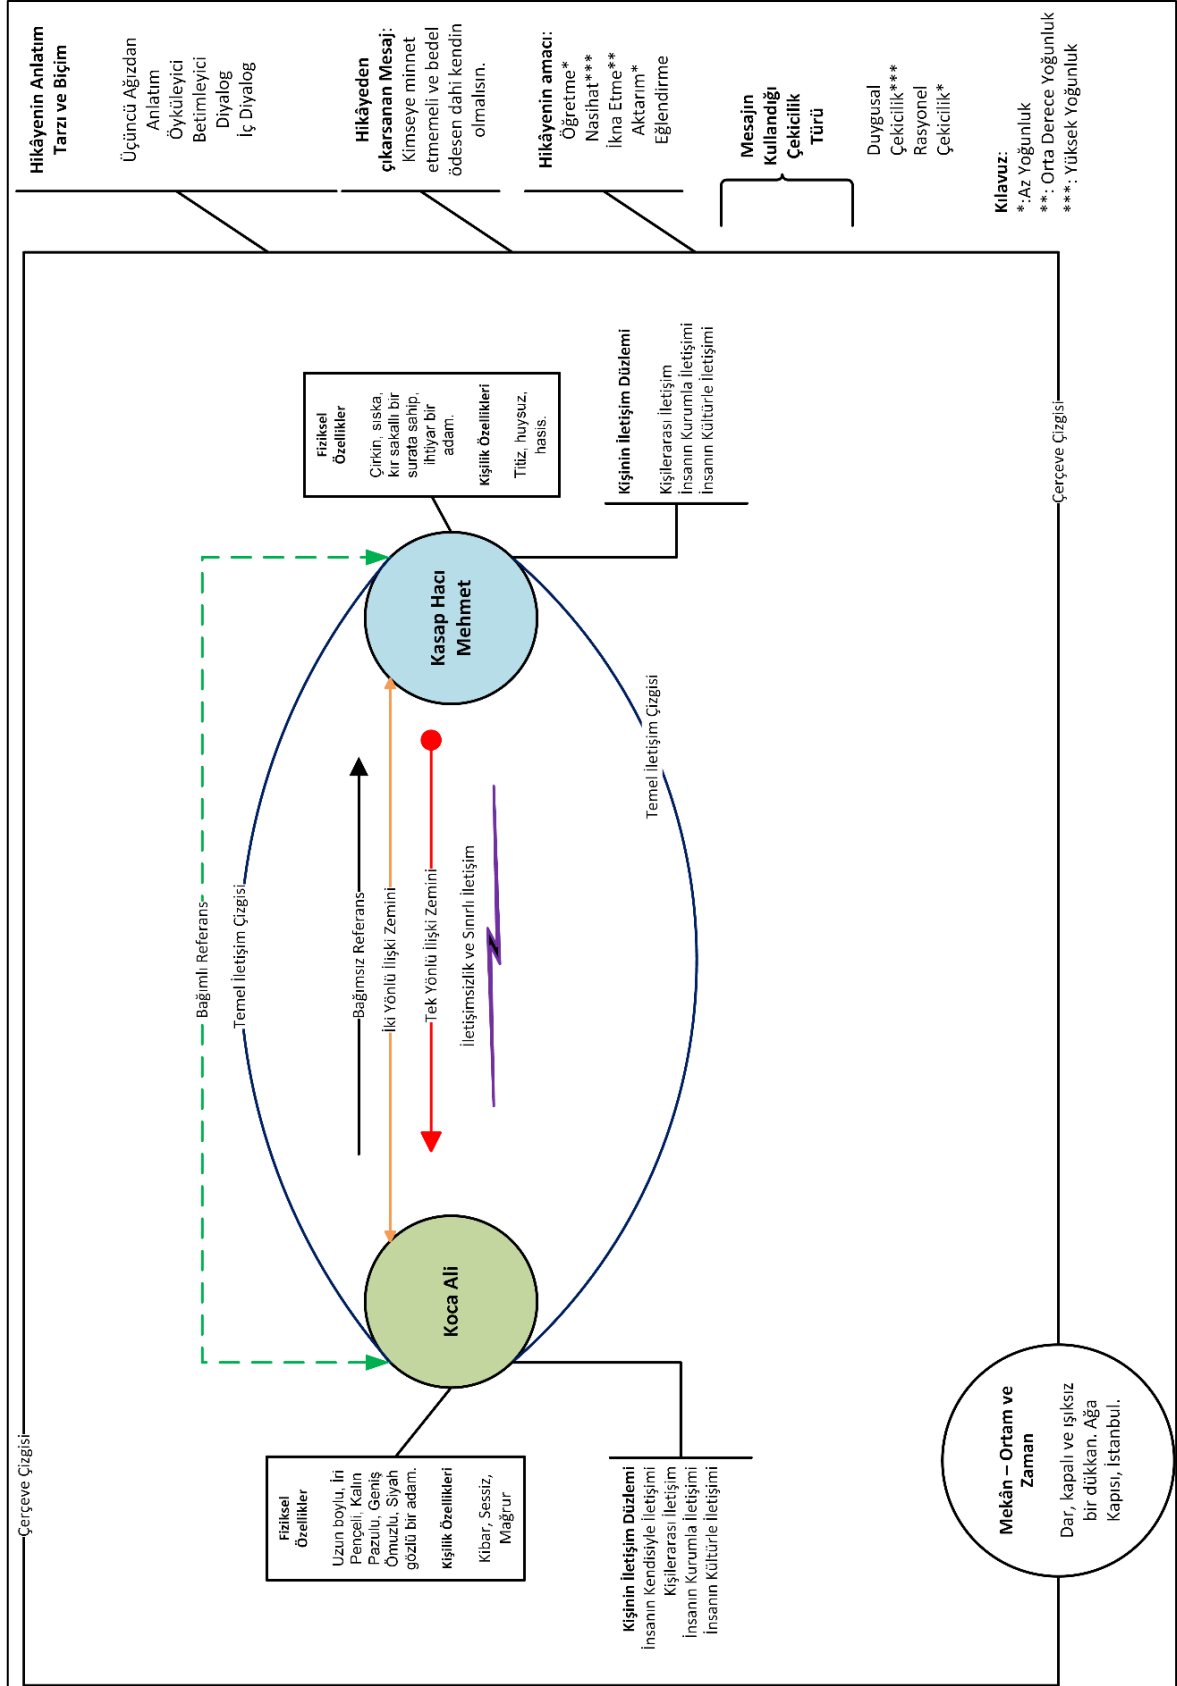 Çerçeve Çizgisi
Fiziksel
Özellikler
Uzun boylu, İri
Pençeli, Kalın
Pazulu, Geniş
Omuzlu, Siyah
gözlü bir adam.
Kişilik Özellikleri
Kibar, Sessiz,
Mağrur
Kişinin İletişim Düzlemi
İnsanın Kendisiyle İletişimi
Kişilerarası İletişim
İnsanın Kurumla İletişimi
İnsanın Kültürle İletişimi
Mekân – Ortam ve
Zaman
Dar, kapalı ve ışıksız
bir dükkan. Ağa
Kapısı, İstanbul.
Koca Ali
Bağımlı Referans
Temel İletişim Çizgisi
Bağımsız Referans
İki Yönlü İlişki Zemini
Tek Yönlü İlişki Zemini
İletişimsizlik ve Sınırlı İletişim
Temel İletişim Çizgisi
Kasap Hacı
Mehmet
Fiziksel
Özellikler
Çirkin, sıska,
kır sakallı bir
surata sahip,
ihtiyar bir
adam.
Kişilik Özellikleri
Titiz, huysuz,
hasis.
Kişinin İletişim Düzlemi
Kişilerarası İletişim
İnsanın Kurumla İletişimi
İnsanın Kültürle İletişimi
Çerçeve Çizgisi
Hikâyenin Anlatım
Tarzı ve Biçim
Üçüncü Ağızdan
Anlatım
Öyküleyici
Betimleyici
Diyalog
İç Diyalog
Hikâyeden
çıkarsanan Mesaj:
Kimseye minnet
etmemeli ve bedel
ödesen dahi kendin
olmalısın.
Hikâyenin amacı:
Öğretme*
Nasihat***
İkna Etme**
Aktarım*
Eğlendirme
Mesajın
Kullandığı
Çekicilik
Türü
Duygusal
Çekicilik***
Rasyonel
Çekicilik*
Kılavuz:
*:Az Yoğunluk
**: Orta Derece Yoğunluk
***: Yüksek Yoğunluk